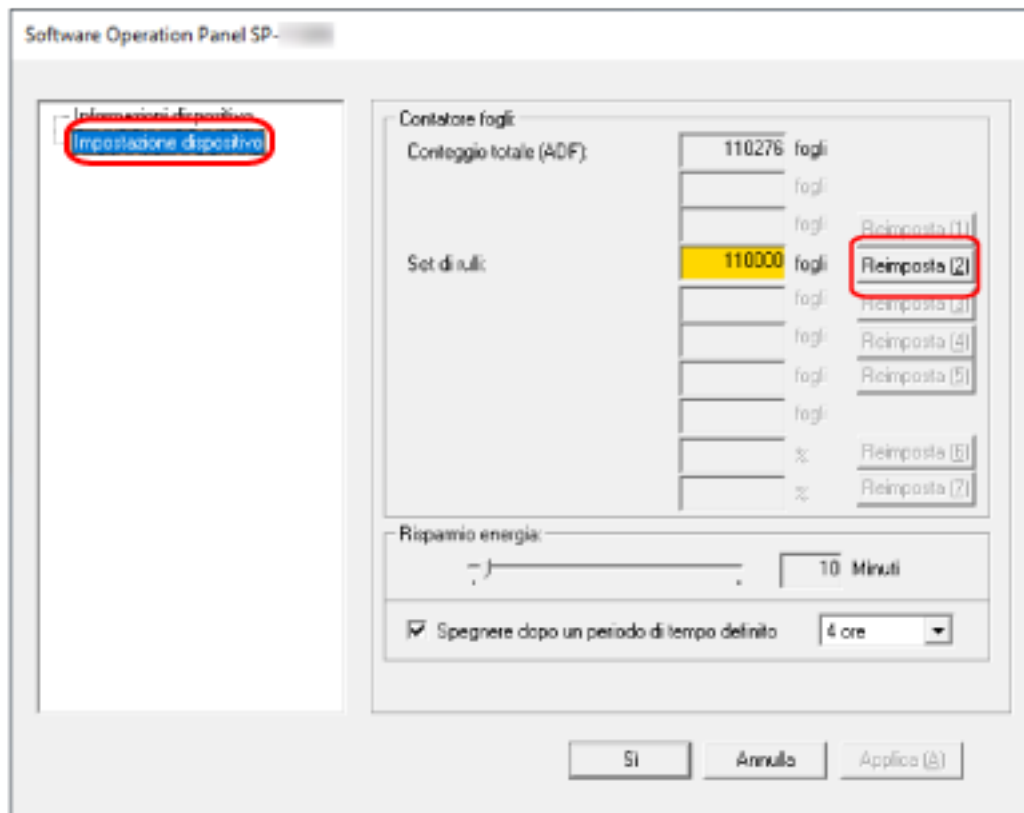 Software Operation Panel SP-
Informazioni dispositivo
Impostazione dispositivo
Contatore fogli:
Conteggio totale (ADF): 110276 fogli
fogli
fogli Reimposta (1)
Set di rulli: 110000 fogli Reimposta (2)
fogli Reimposta (3)
fogli Reimposta (4)
fogli Reimposta (5)
fogli
% Reimposta (6)
% Reimposta (7)
Risparmio energia:
10 Minuti
Spegnere dopo un periodo di tempo definito 4 ore
Sì Annulla Applica (A)